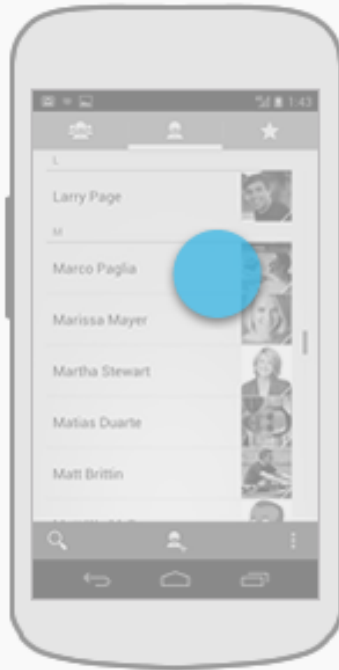 1:43
L
Larry Page
M
Marco Paglia
Marissa Mayer
Martha Stewart
Matias Duarte
Matt Brittin